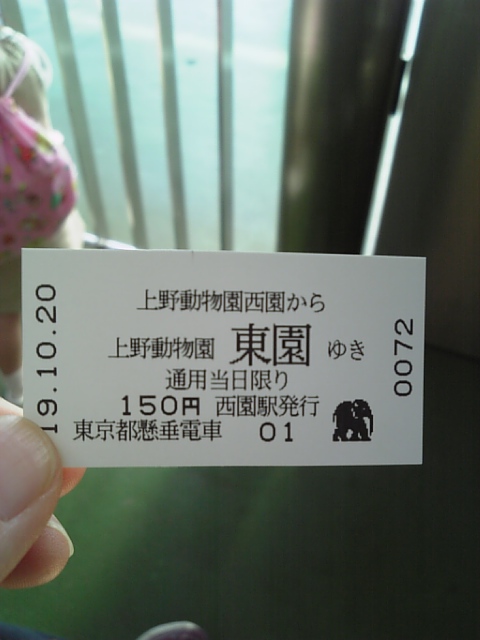 上野動物園西園から
上野動物園 東園 ゆき
通用当日限り
150円 西園駅発行
東京都懸垂電車 01
19.10.20
0072